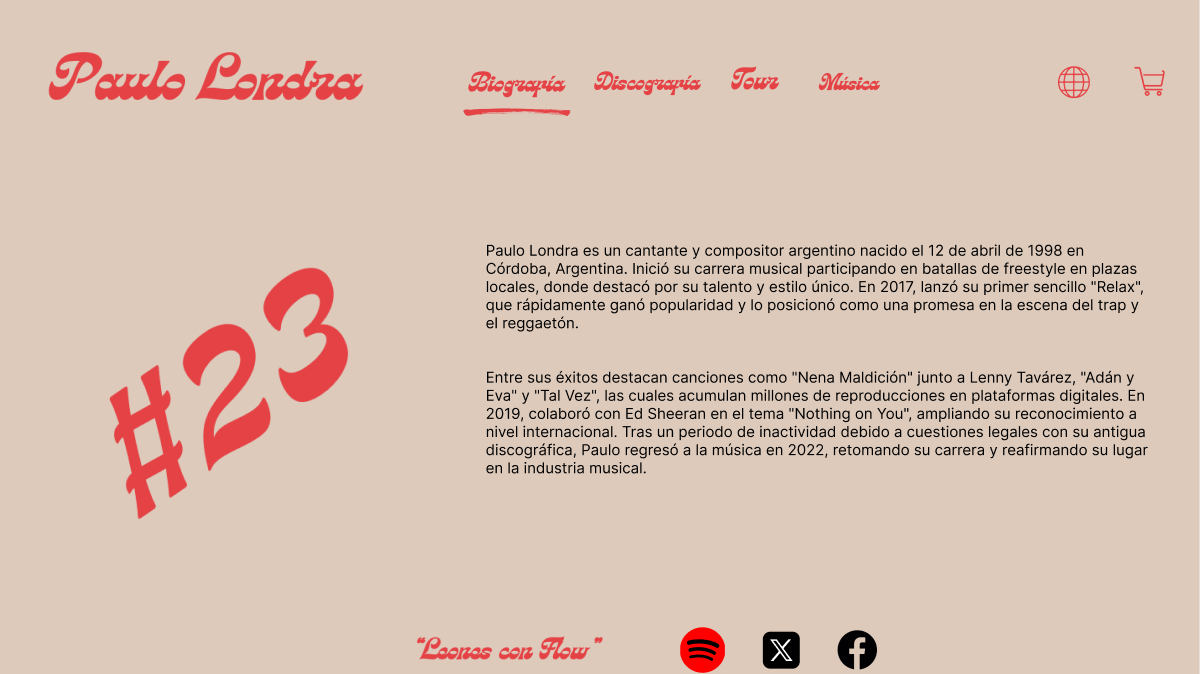 Paulo Londra
Biografía Discografía Tour Música
#23
Paulo Londra es un cantante y compositor argentino nacido el 12 de abril de 1998 en
Córdoba, Argentina. Inició su carrera musical participando en batallas de freestyle en plazas
locales, donde destacó por su talento y estilo único. En 2017, lanzó su primer sencillo "Relax",
que rápidamente ganó popularidad y lo posicionó como una promesa en la escena del trap y
el reggaetón.
Entre sus éxitos destacan canciones como "Nena Maldición" junto a Lenny Tavárez, "Adán y
Eva" y "Tal Vez", las cuales acumulan millones de reproducciones en plataformas digitales. En
2019, colaboró con Ed Sheeran en el tema "Nothing on You", ampliando su reconocimiento a
nivel internacional. Tras un periodo de inactividad debido a cuestiones legales con su antigua
discográfica, Paulo regresó a la música en 2022, retomando su carrera y reafirmando su lugar
en la industria musical.
“Leones con Flow”